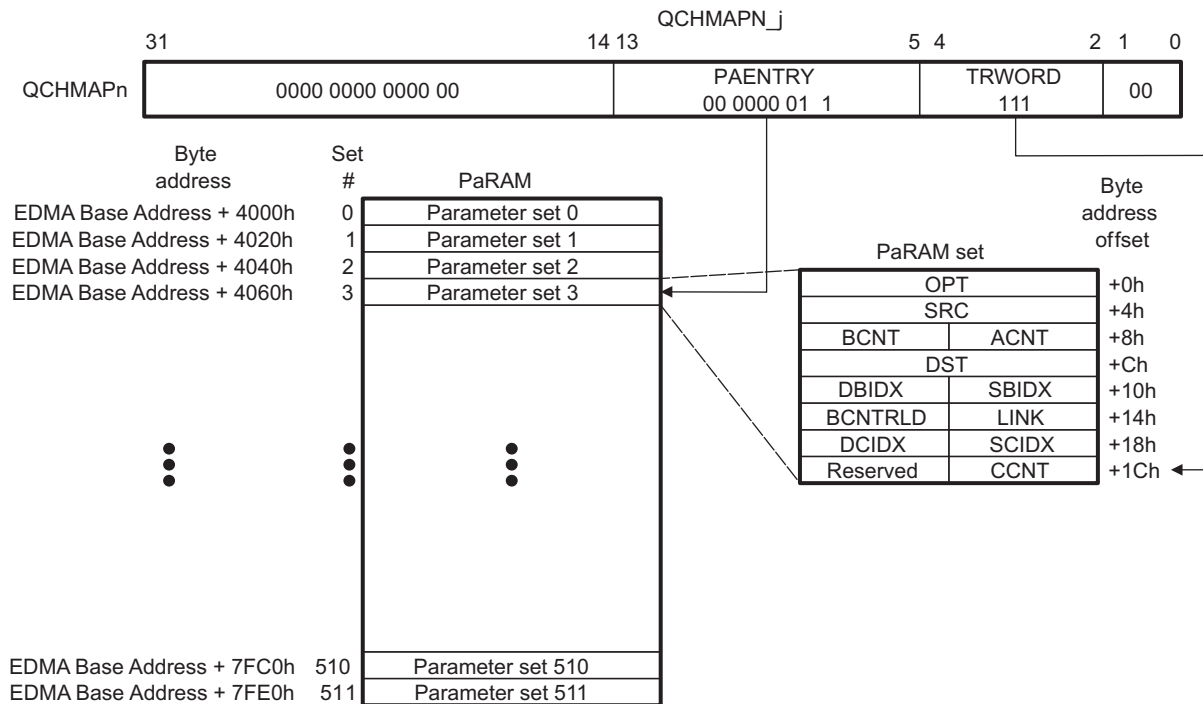 QCHMAPN_j
31 14 13 5 4 2 1 0
QCHMAPn
0000 0000 0000 00
PAENTRY
00 0000 01 1
TRWORD
111
00
Byte
address
Set
#
PaRAM
EDMA Base Address + 4000h 0 Parameter set 0
EDMA Base Address + 4020h 1 Parameter set 1
EDMA Base Address + 4040h 2 Parameter set 2
EDMA Base Address + 4060h 3 Parameter set 3
EDMA Base Address + 7FC0h 510 Parameter set 510
EDMA Base Address + 7FE0h 511 Parameter set 511
Byte
address
offset
PaRAM set
OPT +0h
SRC +4h
BCNT ACNT +8h
DST +Ch
DBIDX SBIDX +10h
BCNTRLD LINK +14h
DCIDX SCIDX +18h
Reserved CCNT +1Ch